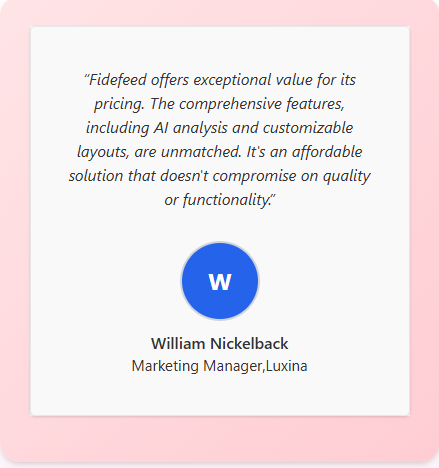 “Fidefeed offers exceptional value for its
pricing. The comprehensive features,
including AI analysis and customizable
layouts, are unmatched. It's an affordable
solution that doesn't compromise on quality
or functionality.”
W
William Nickelback
Marketing Manager,Luxina